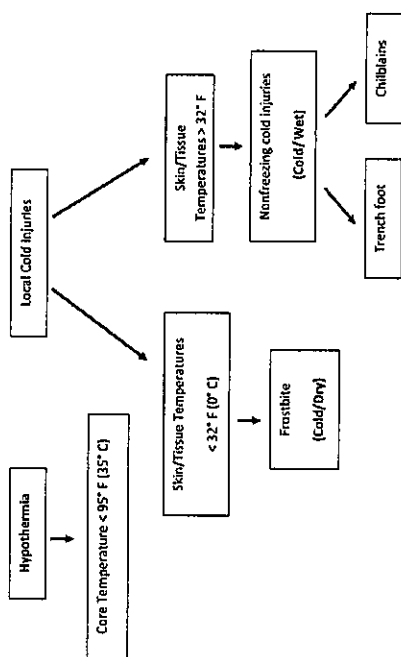 Hypothermia
Core Temperature < 95° F (35° C)
Local Cold Injuries
Skin/Tissue Temperatures
< 32° F (0° C)
Frostbite
(Cold/Dry)
Skin/Tissue
Temperatures > 32° F
Nonfreezing cold injuries
(Cold/Wet)
Trench foot
Chilblains